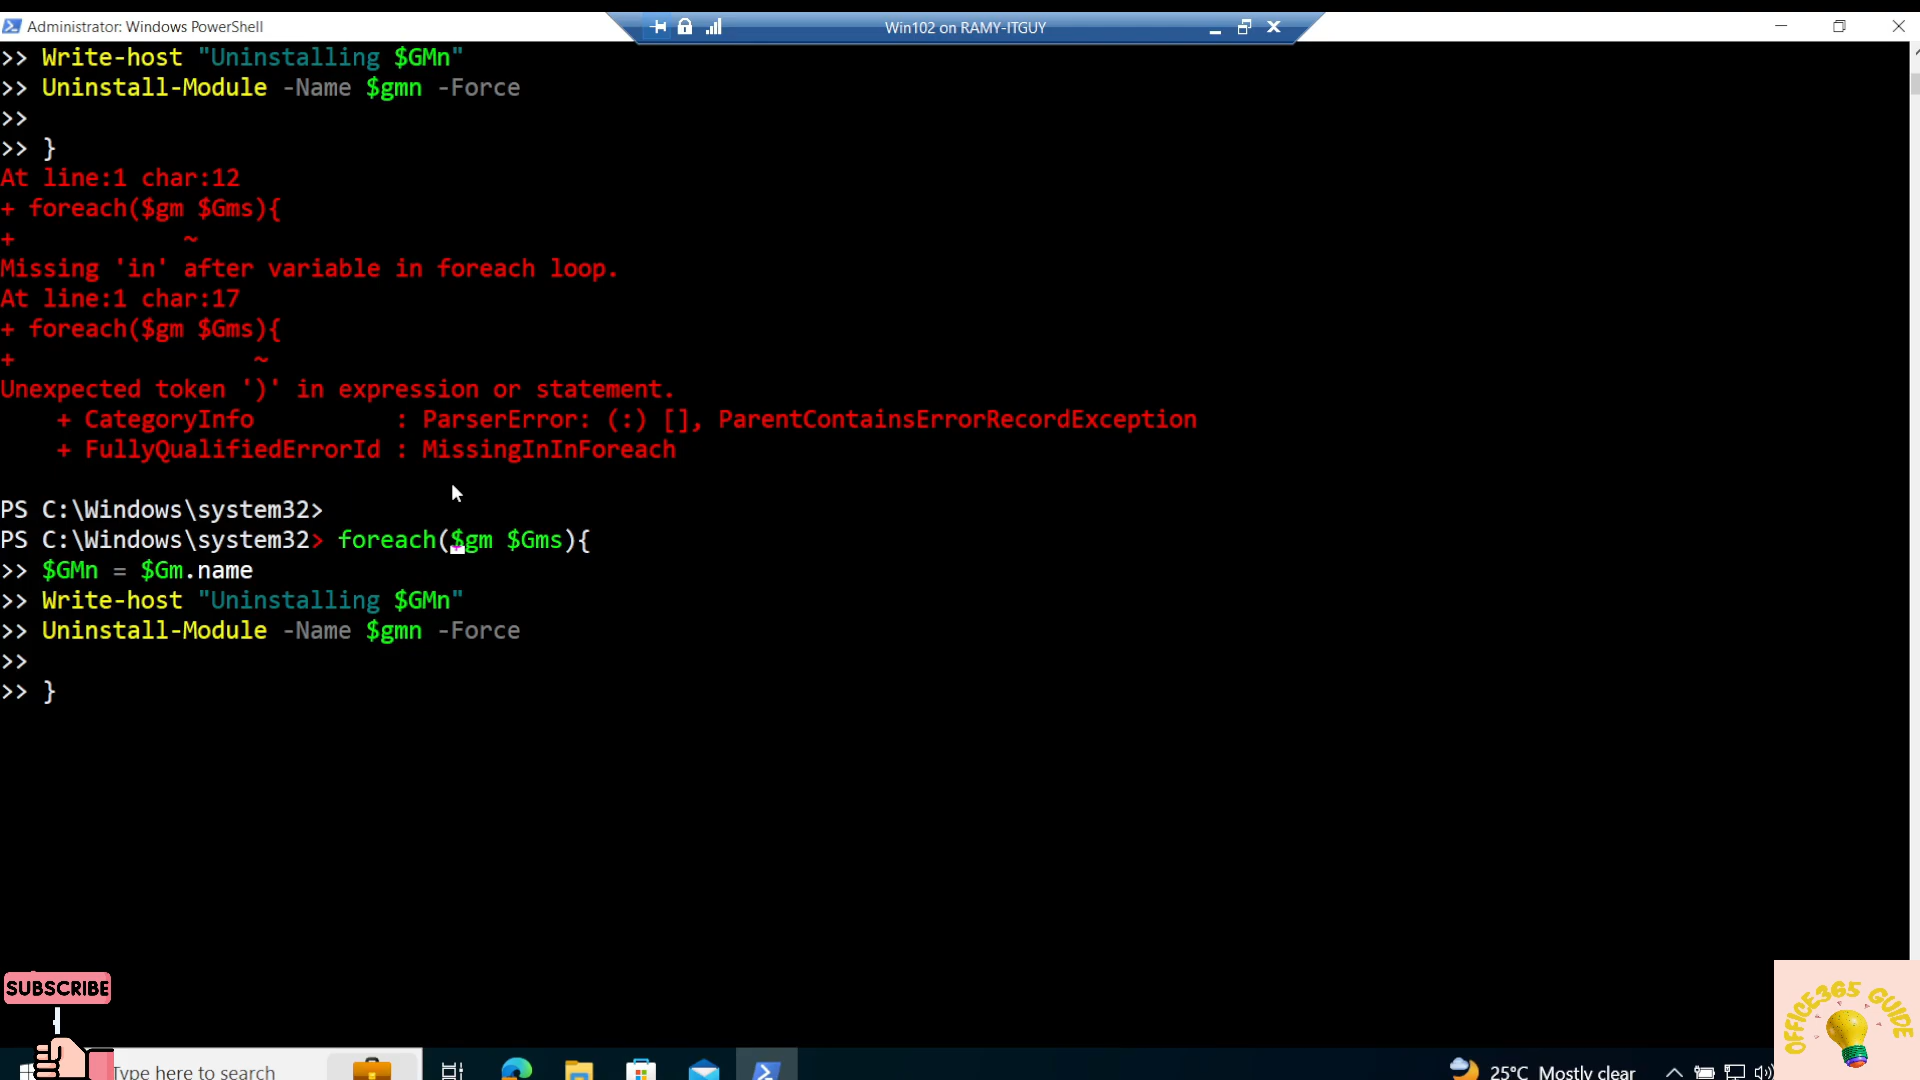 Administrator: Windows PowerShell
Win102 on RAMY-ITGUY
>> Write-host "Uninstalling $GMn"
>> Uninstall-Module -Name $gmn -Force
>>
>> }
At line:1 char:12
+ foreach($gm $Gms){
+            ~
Missing 'in' after variable in foreach loop.
At line:1 char:17
+ foreach($gm $Gms){
+                 ~
Unexpected token ')' in expression or statement.
    + CategoryInfo          : ParserError: (:) [], ParentContainsErrorRecordException
    + FullyQualifiedErrorId : MissingInInForeach
PS C:\Windows\system32>
PS C:\Windows\system32> foreach($gm $Gms){
>> $GMn = $Gm.name
>> Write-host "Uninstalling $GMn"
>> Uninstall-Module -Name $gmn -Force
>>
>> }
SUBSCRIBE
OFFICE365 GUIDE
Type here to search
25°C Mostly clear